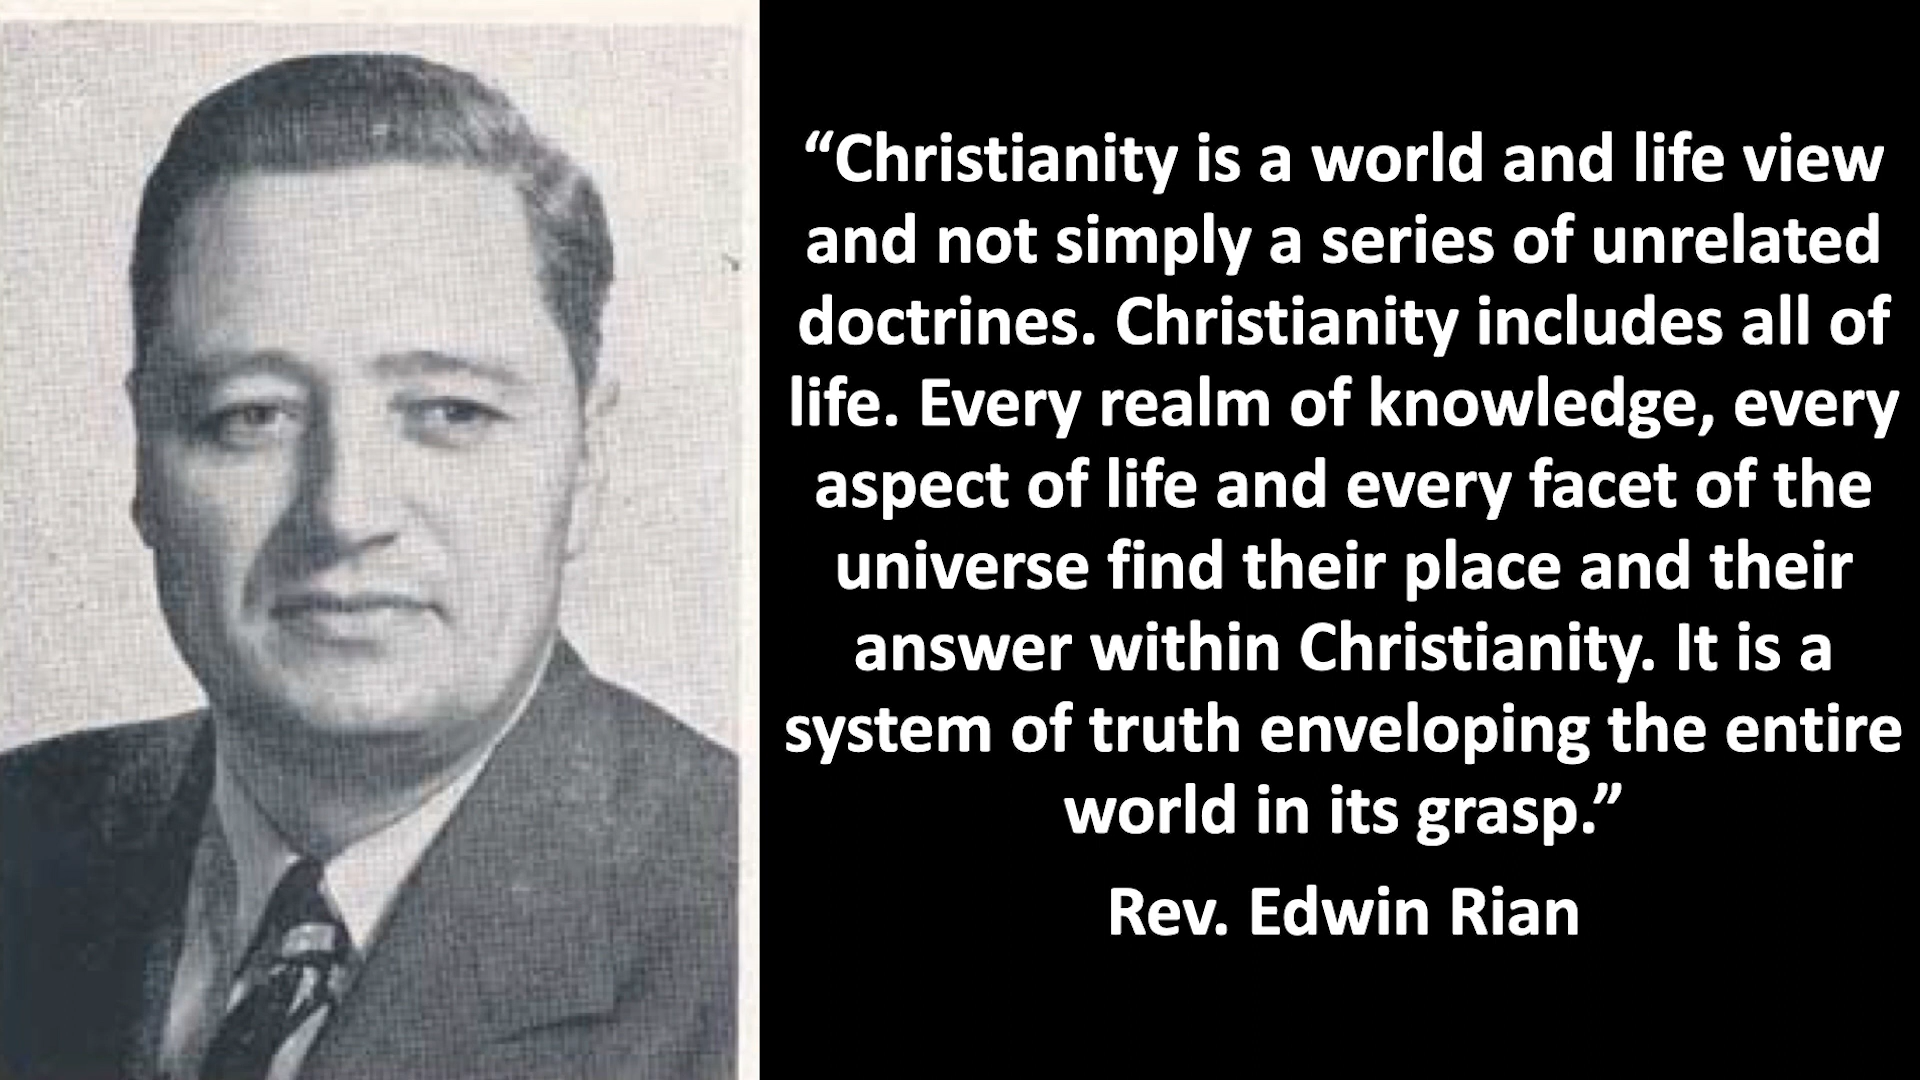 “Christianity is a world and life view
and not simply a series of unrelated
doctrines. Christianity includes all of
life. Every realm of knowledge, every
aspect of life and every facet of the
universe find their place and their
answer within Christianity. It is a
system of truth enveloping the entire
world in its grasp.”
Rev. Edwin Rian